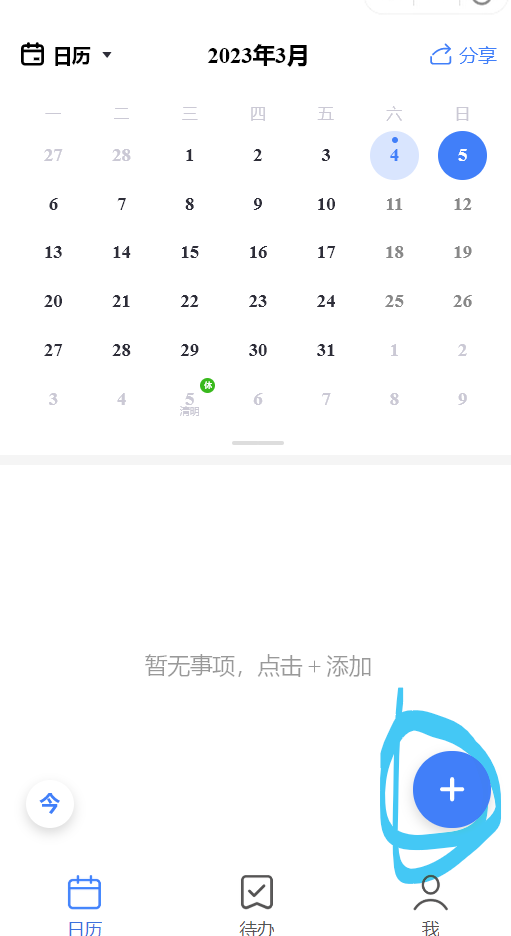 日历 2023年3月 分享
一 二 三 四 五 六 日
27 28 1 2 3 4 5
6 7 8 9 10 11 12
13 14 15 16 17 18 19
20 21 22 23 24 25 26
27 28 29 30 31 1 2
休
3 4 5 6 7 8 9
清明
暂无事项，点击 + 添加
今
日历 待办 我